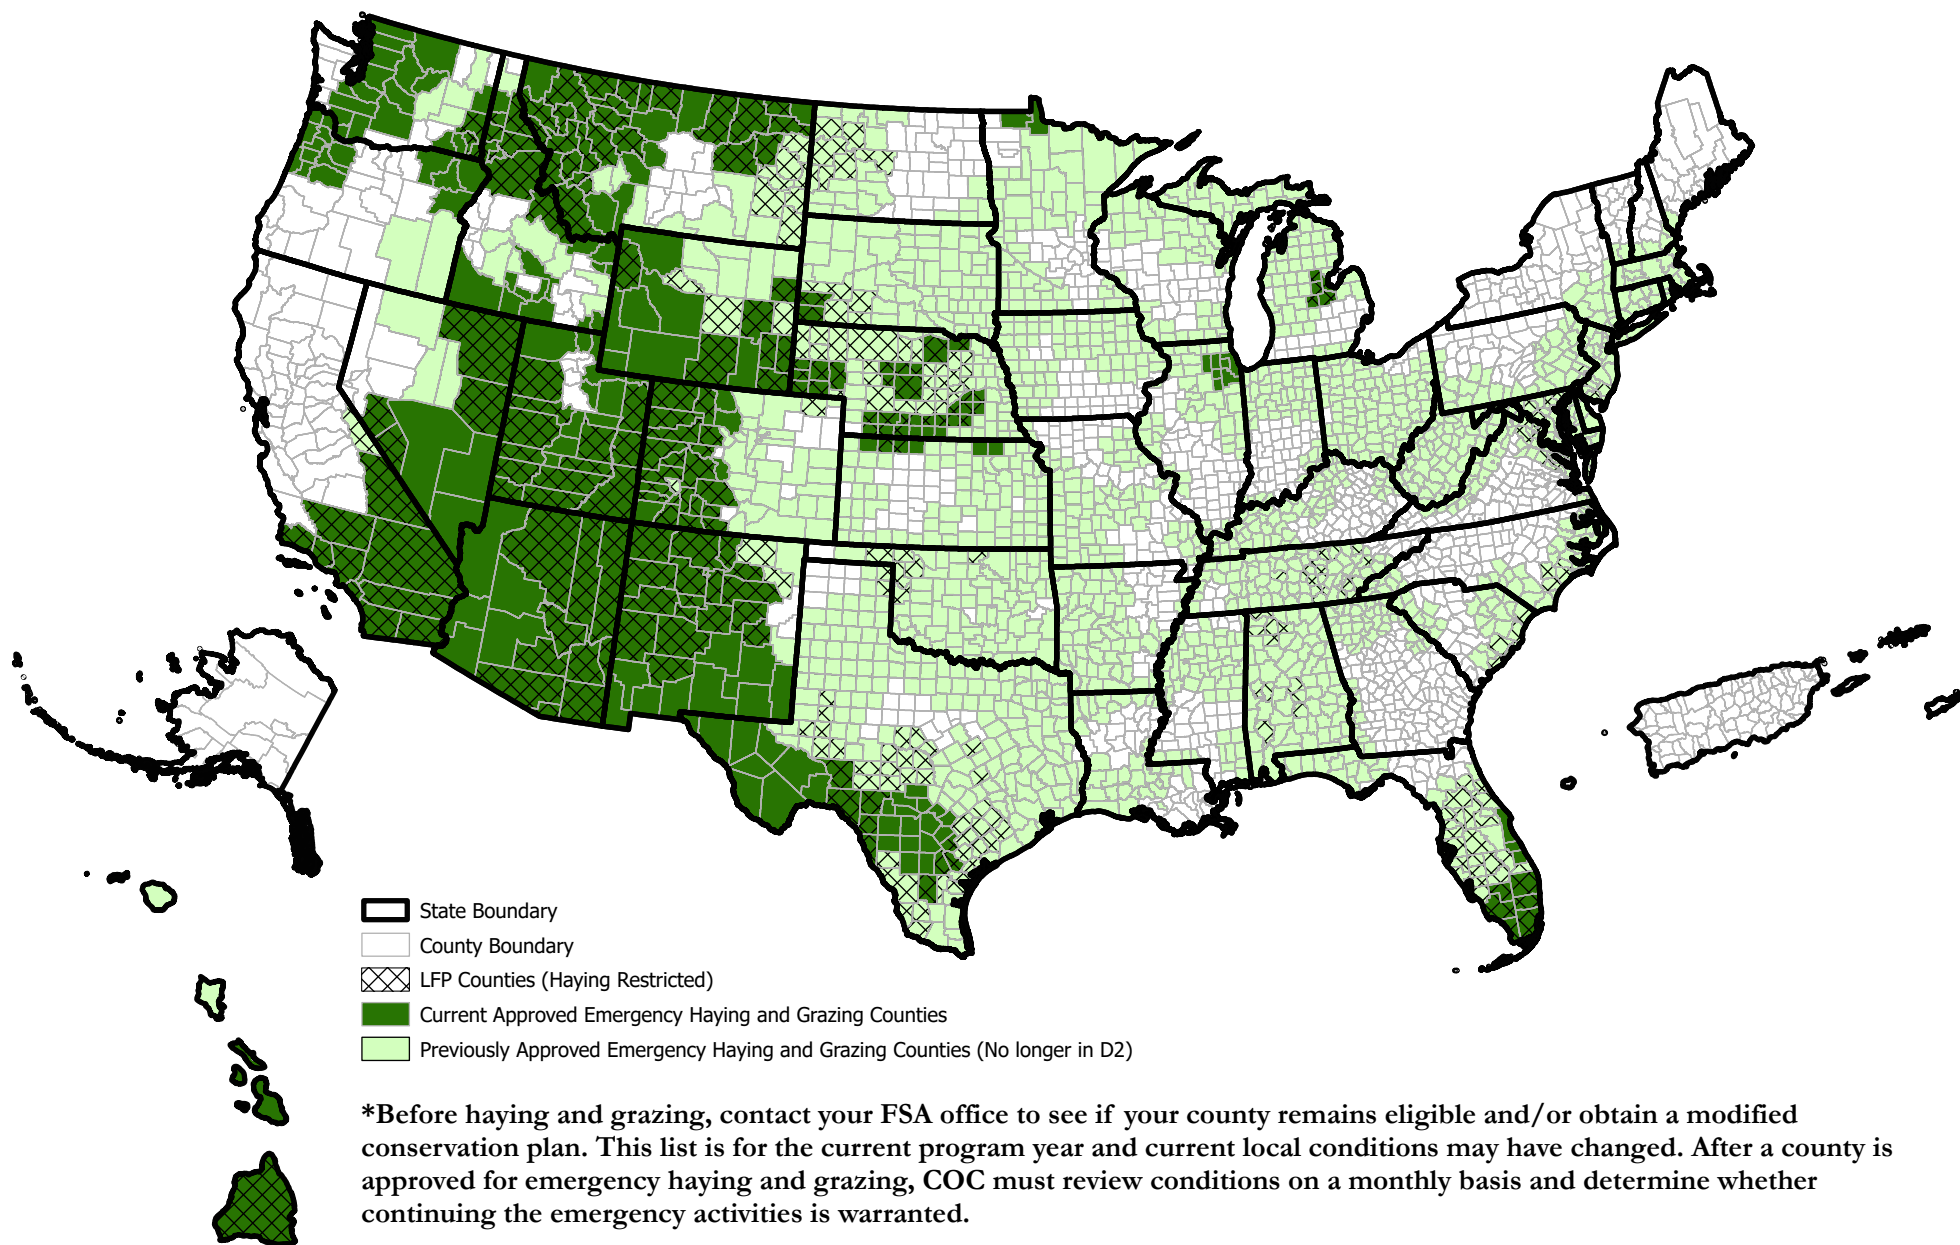 State Boundary
County Boundary
LFP Counties (Haying Restricted)
Current Approved Emergency Haying and Grazing Counties
Previously Approved Emergency Haying and Grazing Counties (No longer in D2)
*Before haying and grazing, contact your FSA office to see if your county remains eligible and/or obtain a modified
conservation plan. This list is for the current program year and current local conditions may have changed. After a county is
approved for emergency haying and grazing, COC must review conditions on a monthly basis and determine whether
continuing the emergency activities is warranted.